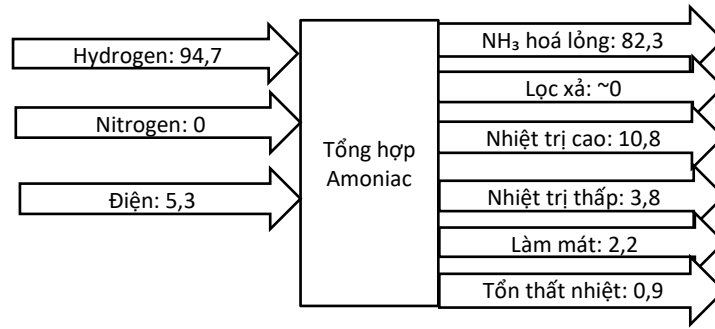 Hydrogen: 94,7
Nitrogen: 0
Điện: 5,3
Tổng hợp
Amoniac
NH₃ hoá lỏng: 82,3
Lọc xả: ~0
Nhiệt trị cao: 10,8
Nhiệt trị thấp: 3,8
Làm mát: 2,2
Tổn thất nhiệt: 0,9